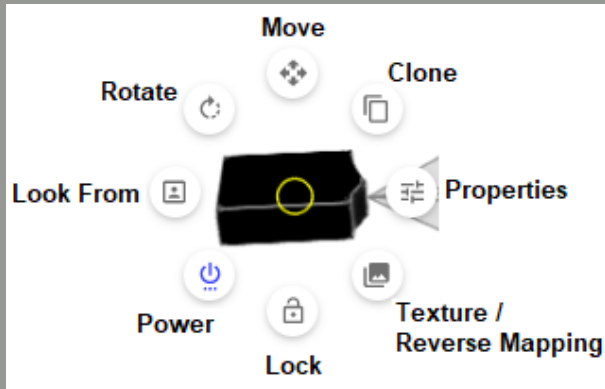 Move
Clone
Rotate
Look From
Properties
Power
Texture /
Reverse Mapping
Lock